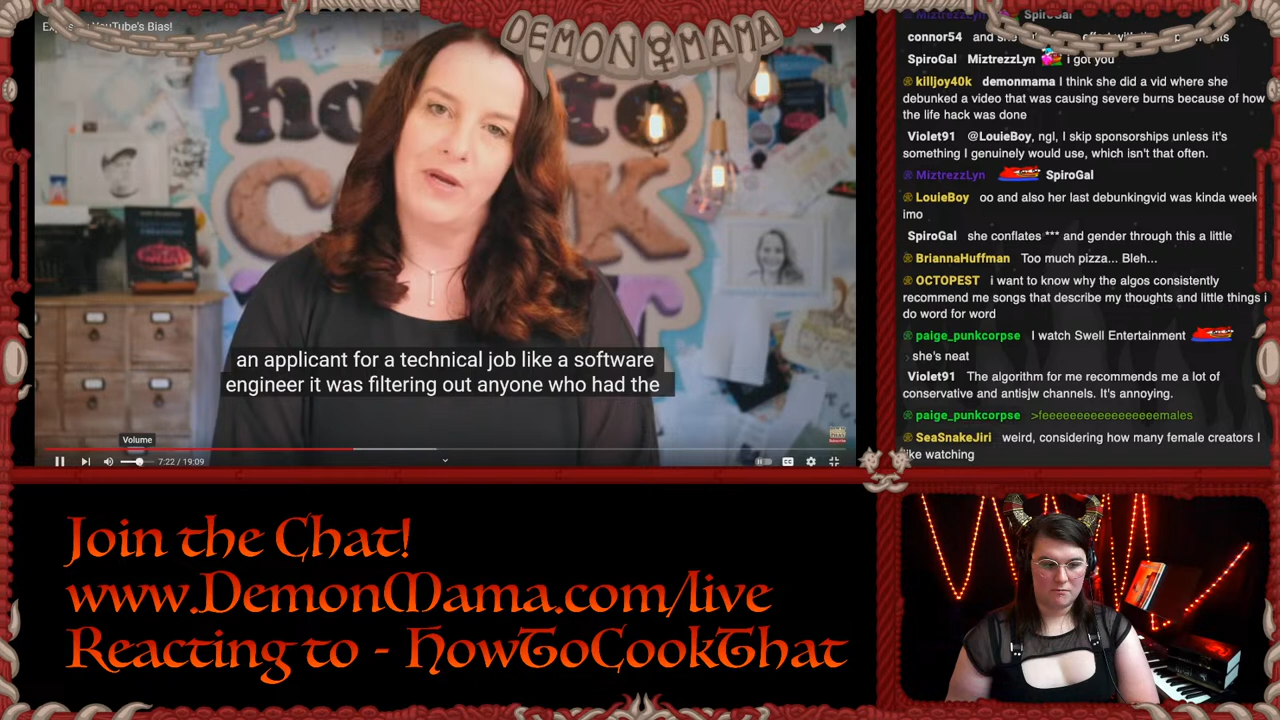 Ex YouTube's Bias!
DEMON MAMA
how to
COOK
an applicant for a technical job like a software
engineer it was filtering out anyone who had the
Volume
7:22 / 19:09
CC
MiztrezzLyn SpiroGal
connor54 and
SpiroGal MiztrezzLyn i got you
killjoy40k demonmama I think she did a vid where she
debunked a video that was causing severe burns because of how
the life hack was done
Violet91 @LouieBoy, ngl, I skip sponsorships unless it's
something I genuinely would use, which isn't that often.
MiztrezzLyn SpiroGal
LouieBoy oo and also her last debunkingvid was kinda week
imo
SpiroGal she conflates *** and gender through this a little
BriannaHuffman Too much pizza... Bleh...
OCTOPEST i want to know why the algos consistently
recommend me songs that describe my thoughts and little things i
do word for word
paige_punkcorpse I watch Swell Entertainment
she's neat
Violet91 The algorithm for me recommends me a lot of
conservative and antisjw channels. It's annoying.
paige_punkcorpse >feeeeeeeeeeeeeeeeemales
SeaSnakeJiri weird, considering how many female creators I
like watching
Join the Chat!
www.DemonMama.com/live
Reacting to - HowToCookThat